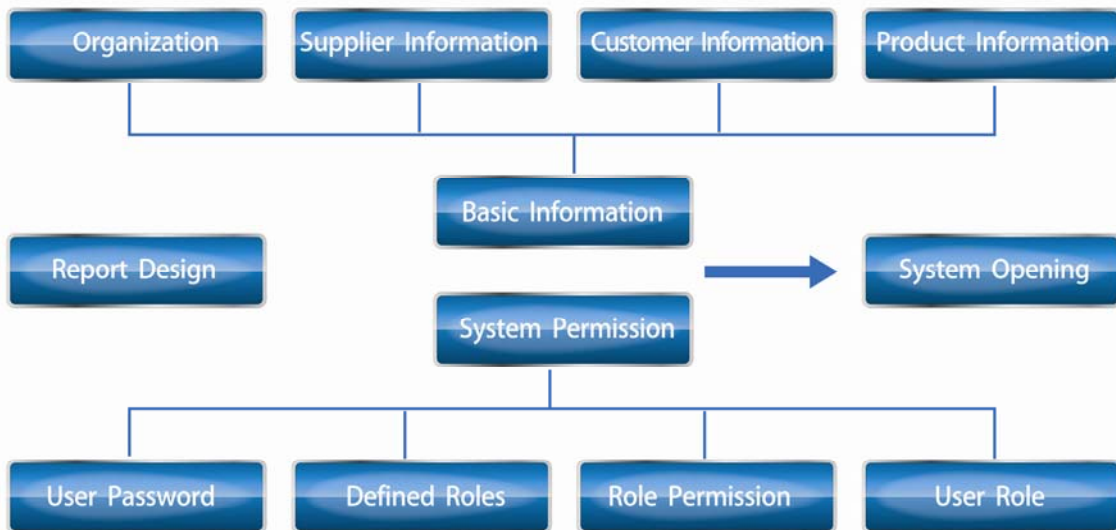 Organization
Supplier Information
Customer Information
Product Information
Basic Information
Report Design
System Opening
System Permission
User Password
Defined Roles
Role Permission
User Role